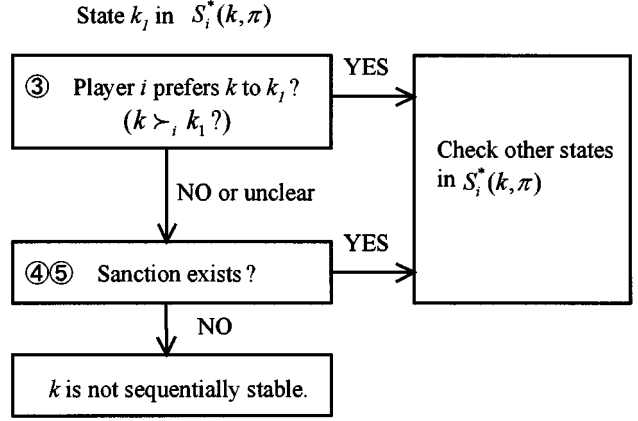 State k₁ in S*ᵢ(k, π)
③ Player i prefers k to k₁?
(k ≻ᵢ k₁?)
YES
Check other states
in S*ᵢ(k, π)
NO or unclear
④⑤ Sanction exists?
YES
NO
k is not sequentially stable.